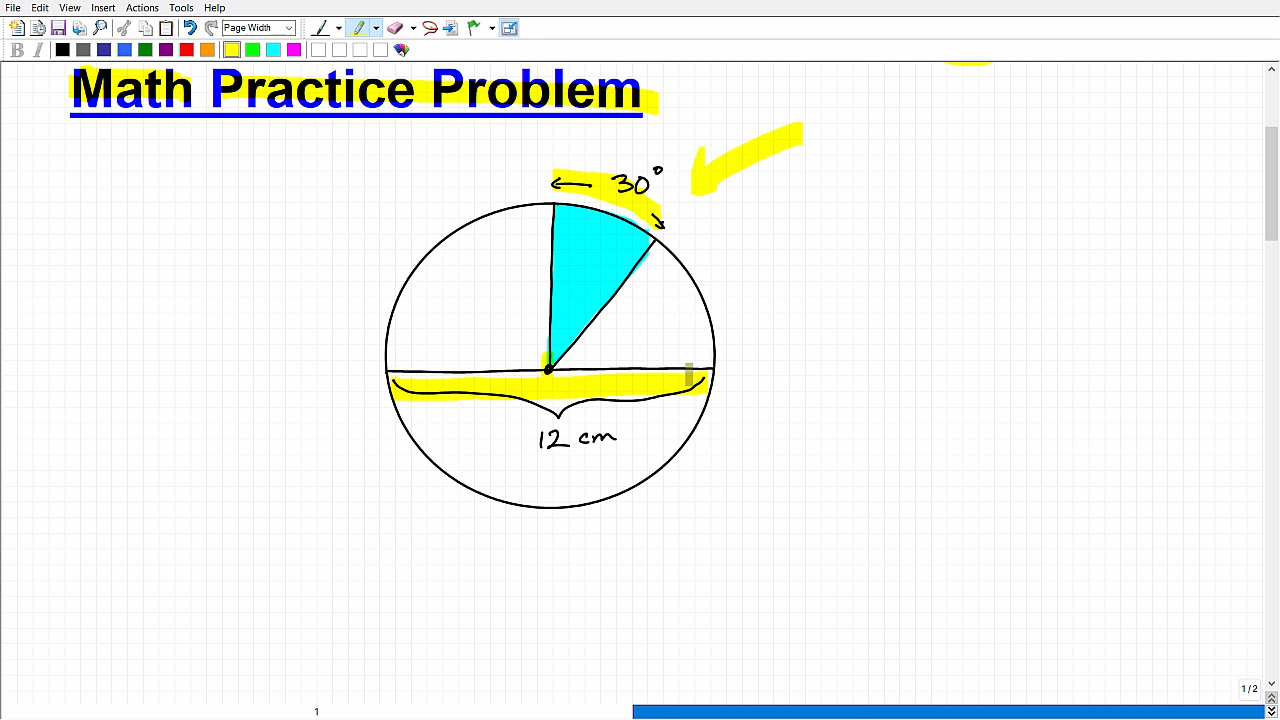 File Edit View Insert Actions Tools Help
Page Width
B I
Math Practice Problem
30°
12 cm
1/2
1